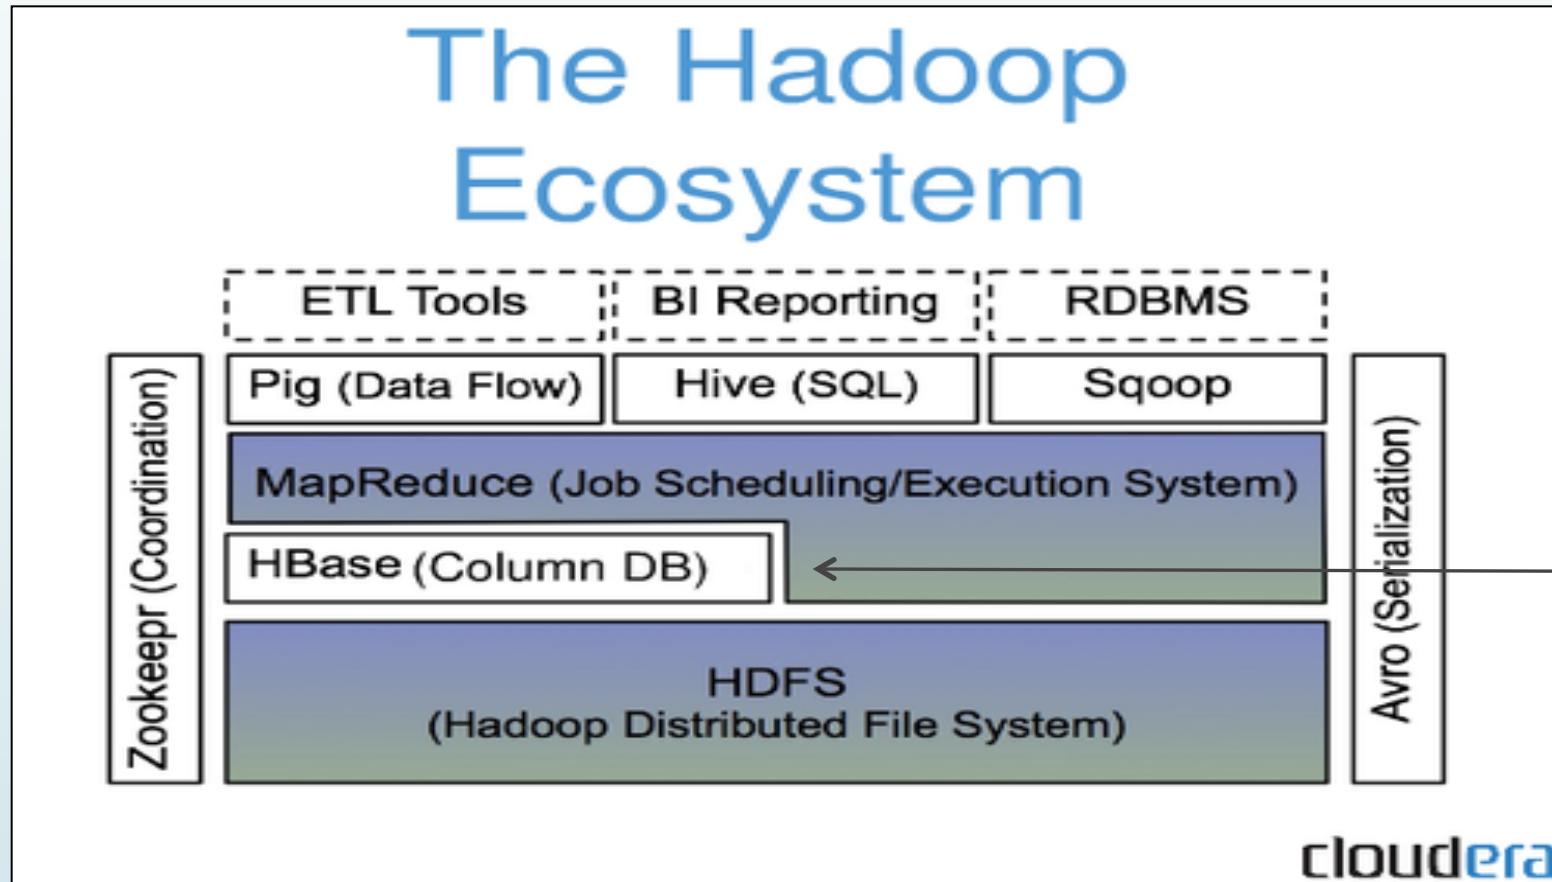 The Hadoop
Ecosystem
ETL Tools
BI Reporting
RDBMS
Pig (Data Flow)
Hive (SQL)
Sqoop
Zookeepr (Coordination)
MapReduce (Job Scheduling/Execution System)
HBase (Column DB)
Avro (Serialization)
HDFS
(Hadoop Distributed File System)
cloudera